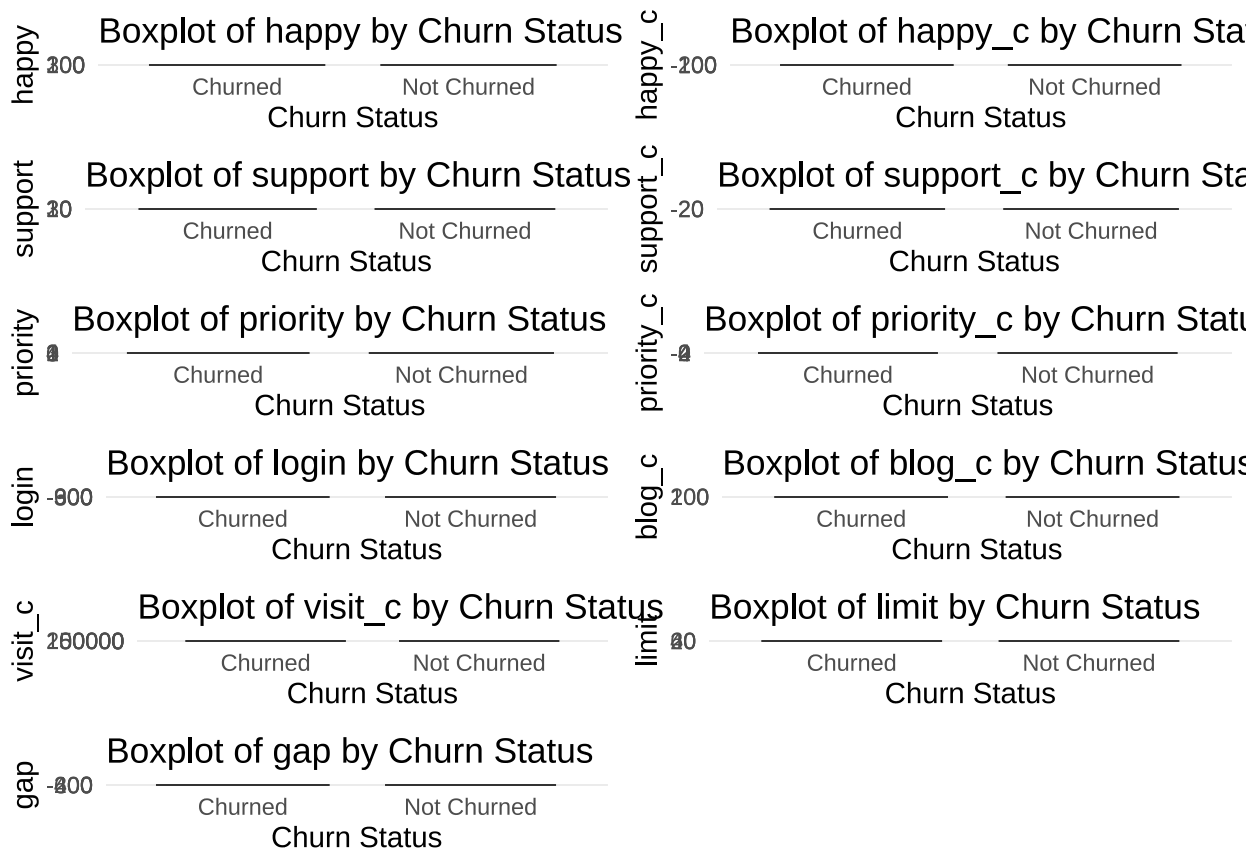 happy
Boxplot of happy by Churn Status
Churned Not Churned
Churn Status
happy_c
Boxplot of happy_c by Churn Sta
Churned Not Churned
Churn Status
support
Boxplot of support by Churn Status
Churned Not Churned
Churn Status
support_c
Boxplot of support_c by Churn Sta
-20
Churned Not Churned
Churn Status
priority
Boxplot of priority by Churn Status
Churned Not Churned
Churn Status
priority_c
Boxplot of priority_c by Churn Statu
Churned Not Churned
Churn Status
login
Boxplot of login by Churn Status
Churned Not Churned
Churn Status
blog_c
Boxplot of blog_c by Churn Status
Churned Not Churned
Churn Status
visit_c
Boxplot of visit_c by Churn Status
Churned Not Churned
Churn Status
limit
Boxplot of limit by Churn Status
Churned Not Churned
Churn Status
gap
Boxplot of gap by Churn Status
Churned Not Churned
Churn Status